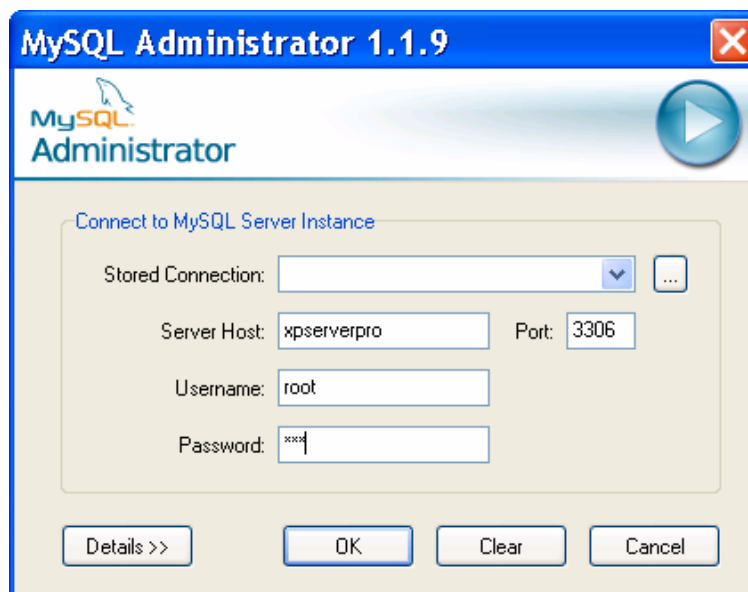 MySQL Administrator 1.1.9
MySQL
Administrator
Connect to MySQL Server Instance
Stored Connection: ...
Server Host: xpserverpro Port: 3306
Username: root
Password: ***
Details >> OK Clear Cancel